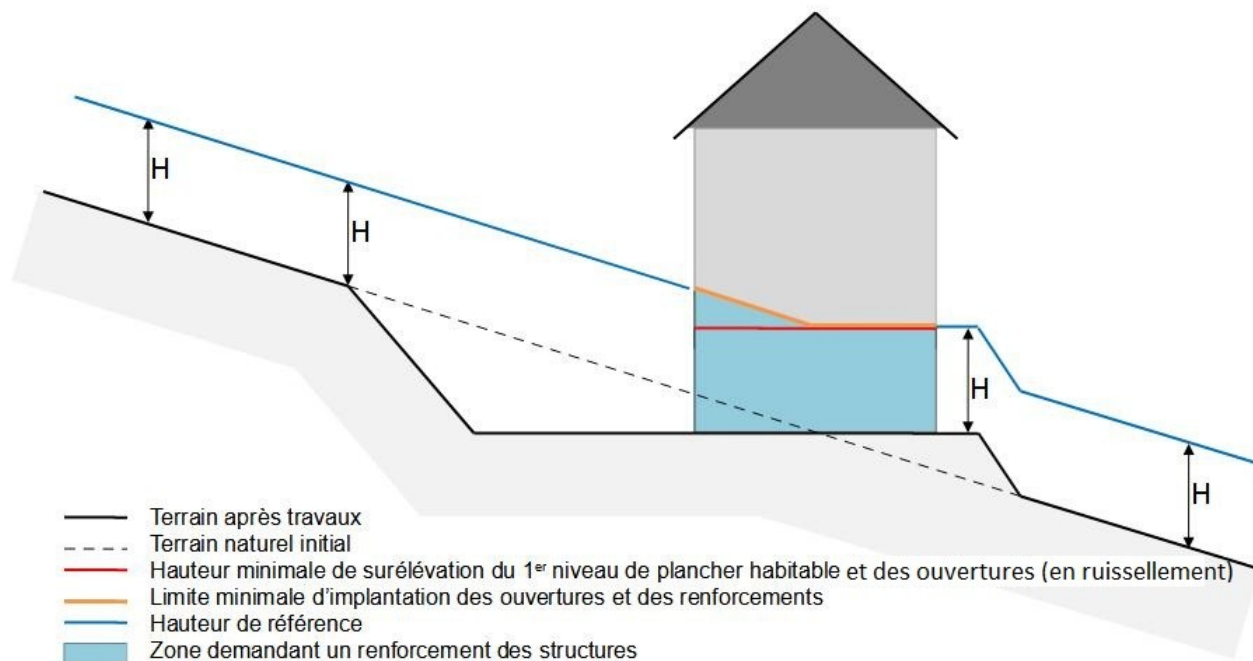 H
H
H
H
Terrain après travaux
Terrain naturel initial
Hauteur minimale de surélévation du 1er niveau de plancher habitable et des ouvertures (en ruissellement)
Limite minimale d'implantation des ouvertures et des renforcements
Hauteur de référence
Zone demandant un renforcement des structures